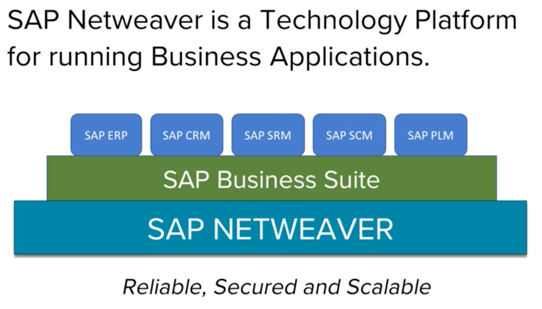 SAP Netweaver is a Technology Platform
for running Business Applications.
SAP ERP SAP CRM SAP SRM SAP SCM SAP PLM
SAP Business Suite
SAP NETWEAVER
Reliable, Secured and Scalable